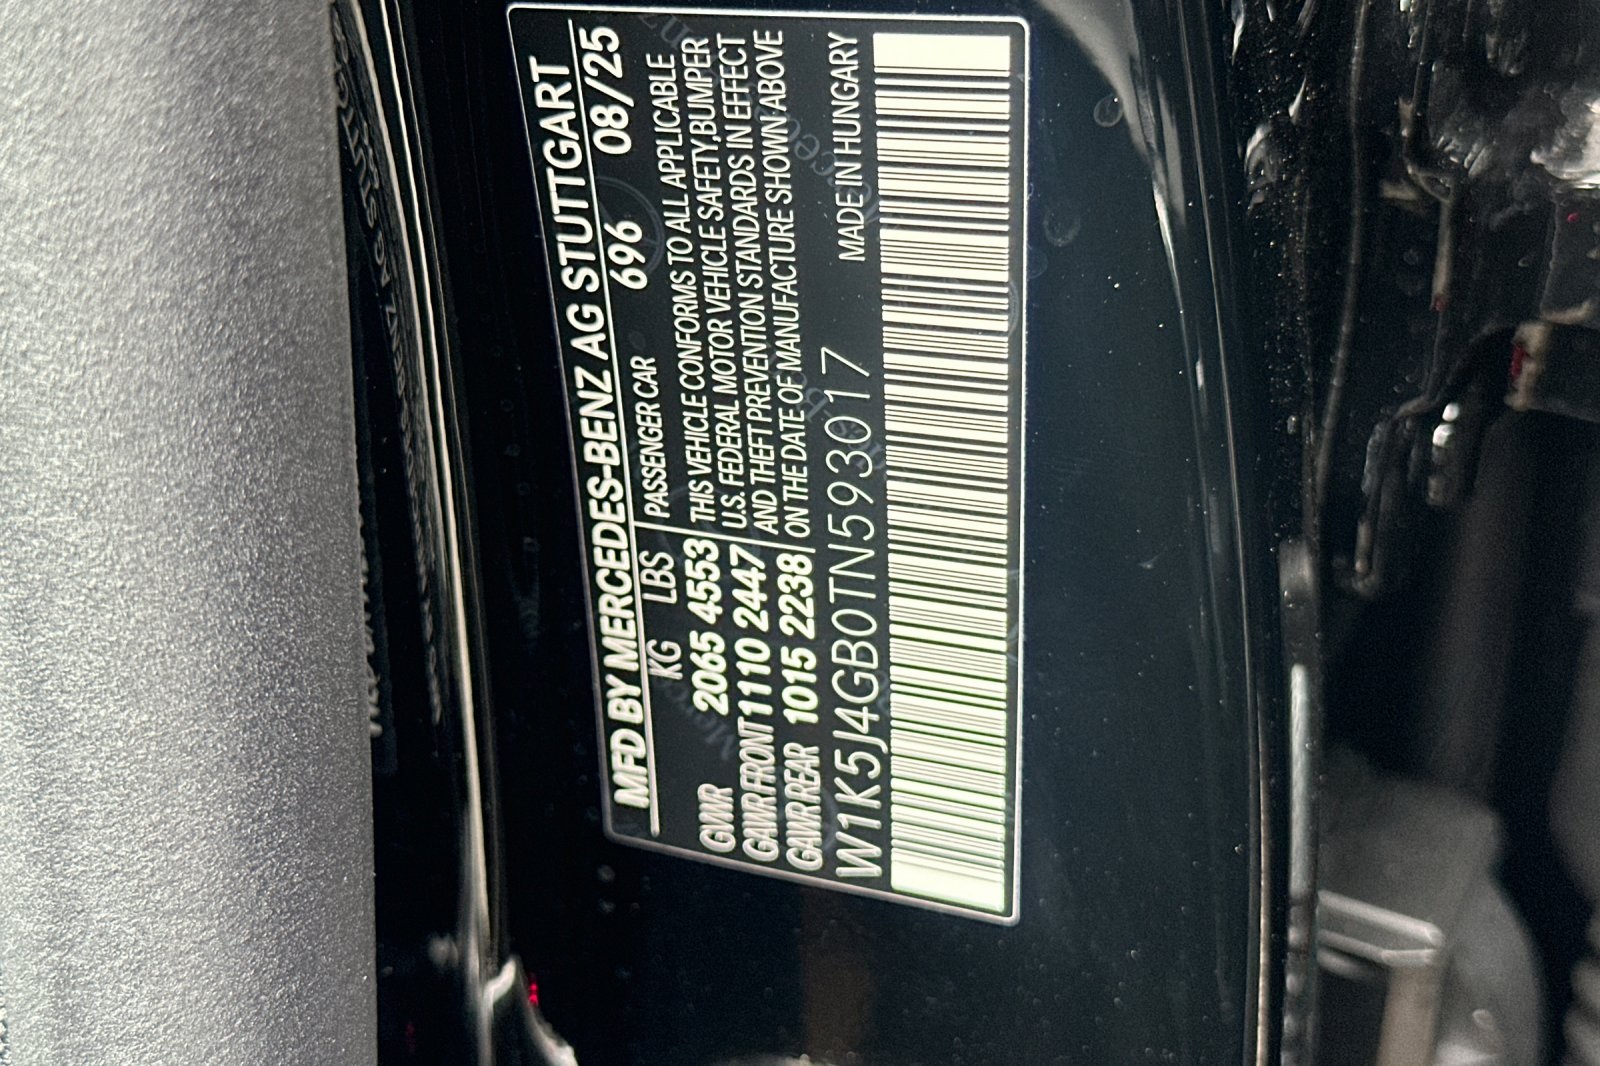 MFD BY MERCEDES-BENZ AG STUTTGART
KG LBS 696 08/25
PASSENGER CAR
GVWR 2065 4553
GAWR FRONT 1110 2447
GAWR REAR 1015 2238
THIS VEHICLE CONFORMS TO ALL APPLICABLE
U.S. FEDERAL MOTOR VEHICLE SAFETY, BUMPER
AND THEFT PREVENTION STANDARDS IN EFFECT
ON THE DATE OF MANUFACTURE SHOWN ABOVE
W1K5J4GB0TN593017 MADE IN HUNGARY